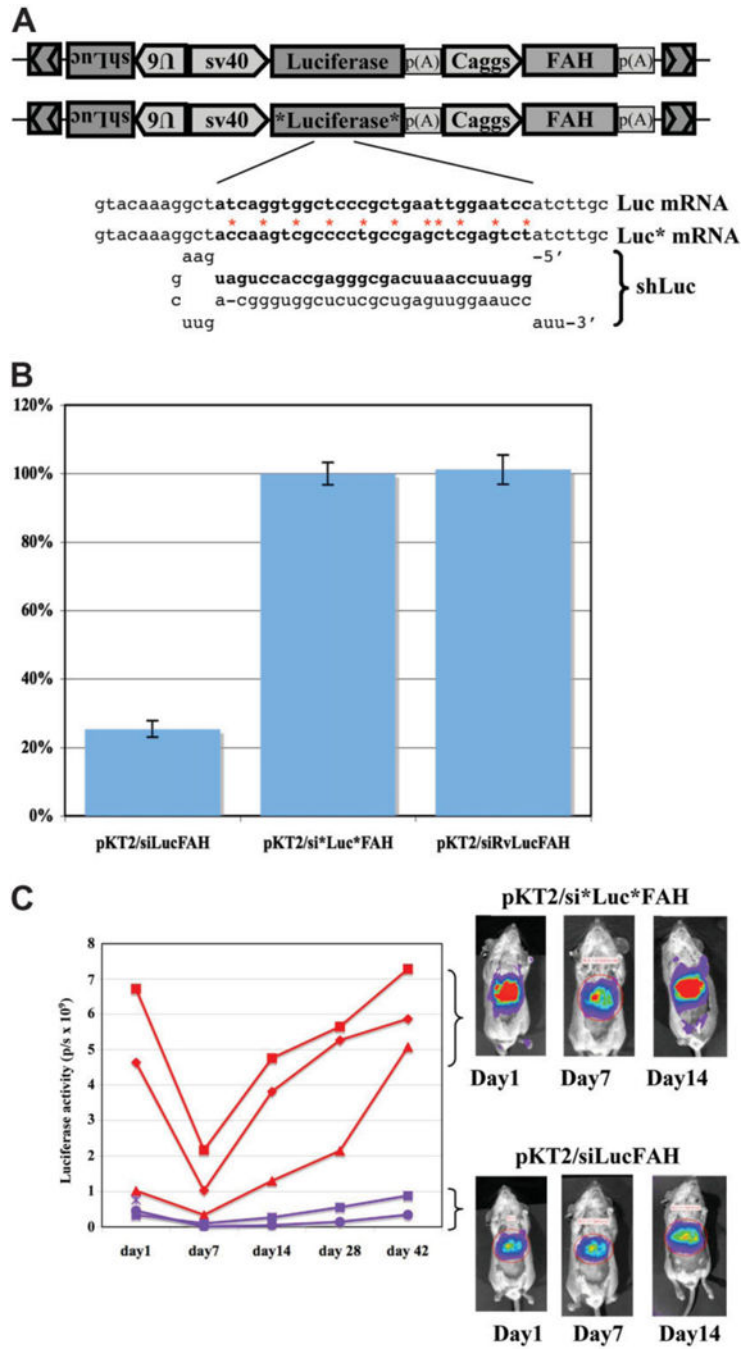 A
shLuc U6 sv40 Luciferase p(A) Caggs FAH p(A)
shLuc U6 sv40 *Luciferase* p(A) Caggs FAH p(A)
gtacaaaggctatcaggtggctcccgctgaattggaatccatcttgc Luc mRNA
* * * * * * ** * * *
gtacaaaggctaccaagtcgcccctgccgagctcgagtctatcttgc Luc* mRNA
aag -5’
g uaguccaccgagggcgacuuaaccuuagg
shLuc
c a-cggguggcucucgcugaguuggaaucc
uug auu-3’
B
120%
100%
80%
60%
40%
20%
0%
pKT2/siLucFAH pKT2/si*Luc*FAH pKT2/siRvLucFAH
C
pKT2/si*Luc*FAH
Luciferase activity (p/s x 10⁹)
8
7
6
5
4
3
2
1
0
day1 day7 day14 day 28 day 42
Day1 Day7 Day14
pKT2/siLucFAH
Day1 Day7 Day14